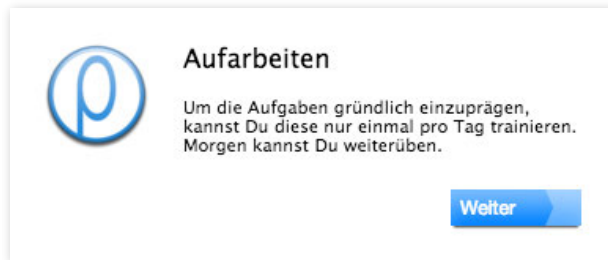 Aufarbeiten
Um die Aufgaben gründlich einzuprägen,
kannst Du diese nur einmal pro Tag trainieren.
Morgen kannst Du weiterüben.
Weiter